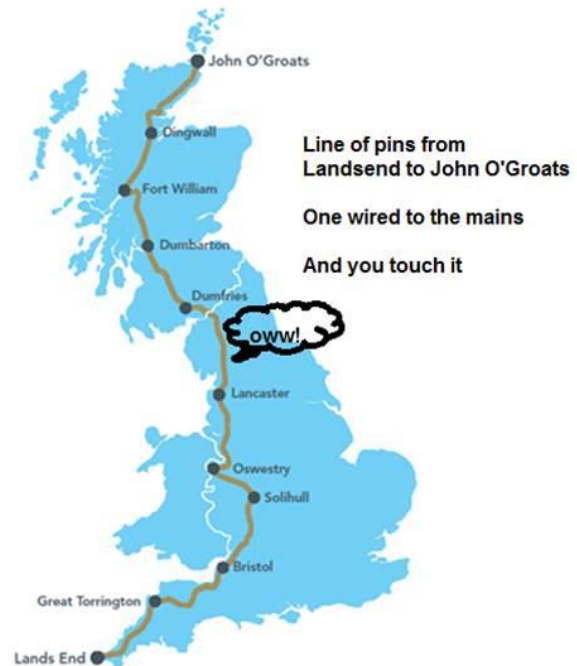 John O'Groats
Dingwall
Fort William
Dumbarton
Dumfries
Lancaster
Oswestry
Solihull
Bristol
Great Torrington
Lands End
oww!
Line of pins from
Landsend to John O'Groats
One wired to the mains
And you touch it